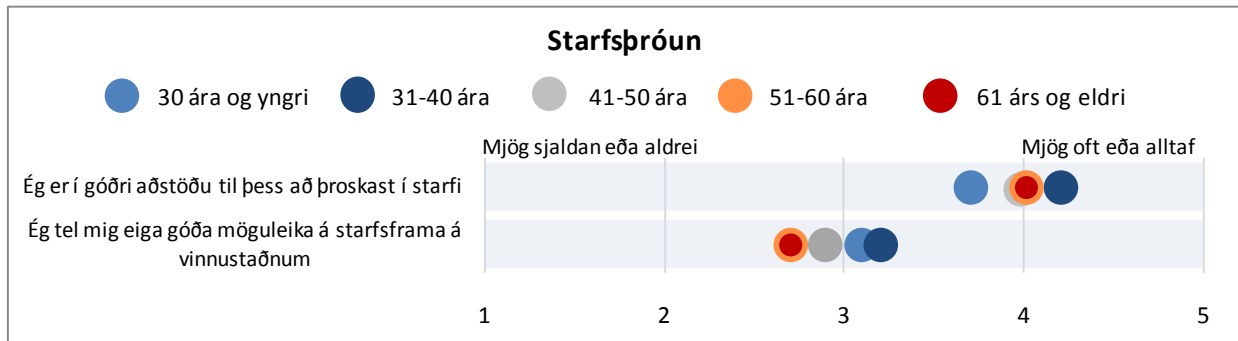 Starfsþróun
30 ára og yngri
31-40 ára
41-50 ára
51-60 ára
61 árs og eldri
Mjög sjaldan eða aldrei
Mjög oft eða alltaf
Ég er í góðri aðstöðu til þess að þroskast í starfi
Ég tel mig eiga góða möguleika á starfsframa á
vinnustaðnum
1
2
3
4
5